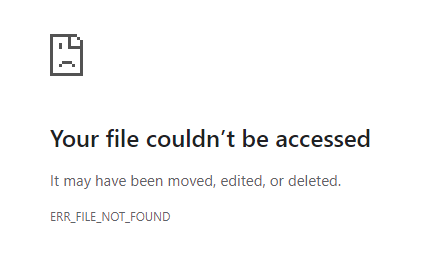 Your file couldn’t be accessed
It may have been moved, edited, or deleted.
ERR_FILE_NOT_FOUND